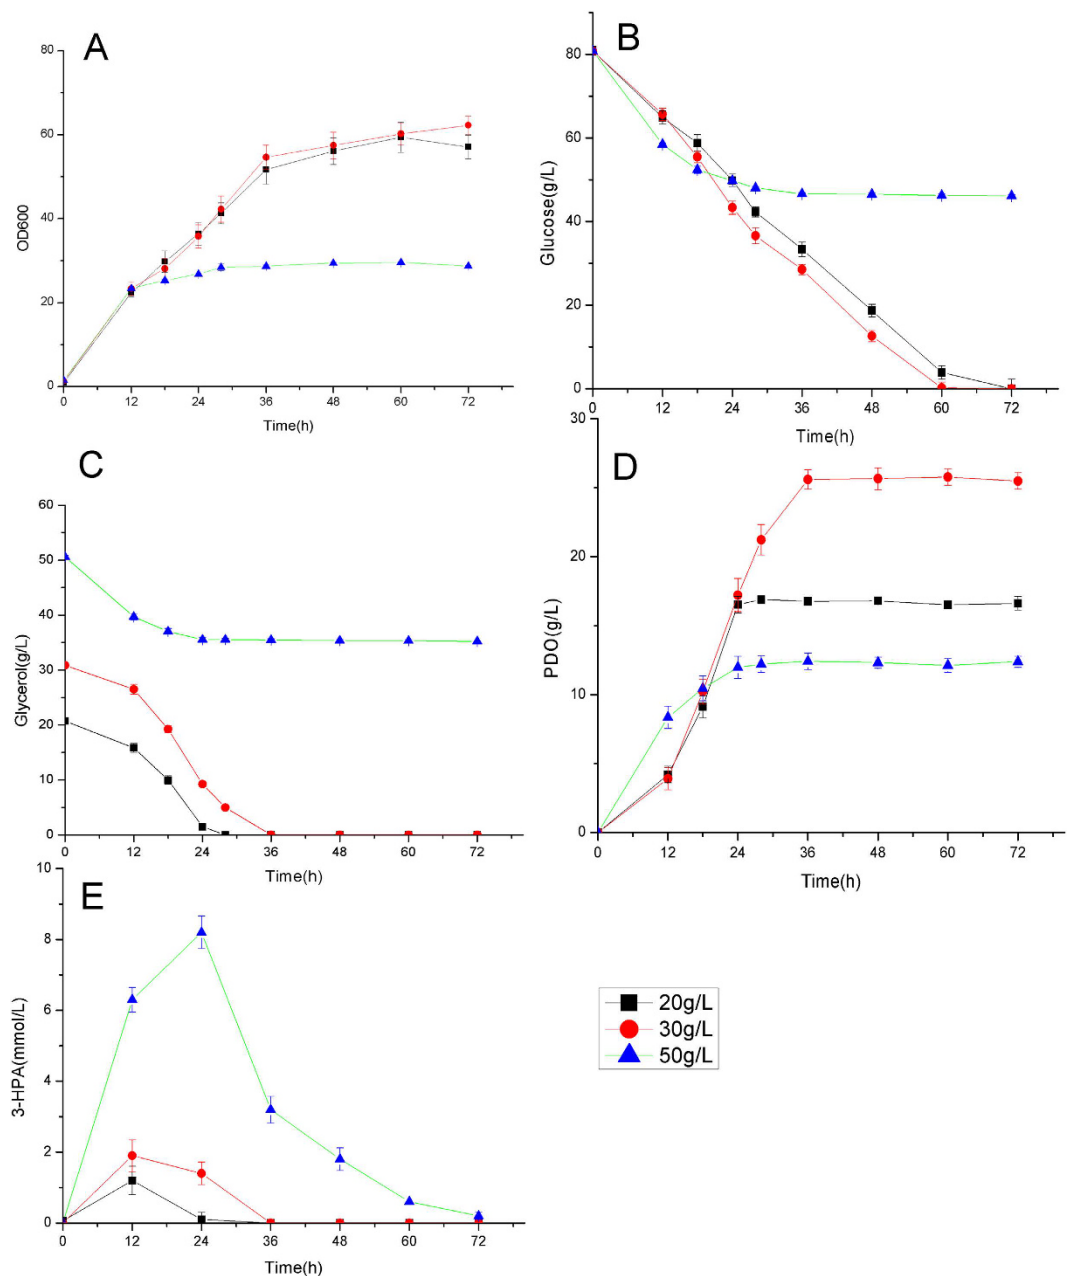 A
80
60
40
20
0
OD600
0 12 24 36 48 60 72
Time(h)
B
80
60
40
20
0
Glucose(g/L)
0 12 24 36 48 60 72
Time(h)
C
60
50
40
30
20
10
0
Glycerol(g/L)
0 12 24 36 48 60 72
Time(h)
D
30
20
10
0
PDO(g/L)
0 12 24 36 48 60 72
Time(h)
E
10
8
6
4
2
0
3-HPA(mmol/L)
0 12 24 36 48 60 72
Time(h)
20g/L
30g/L
50g/L